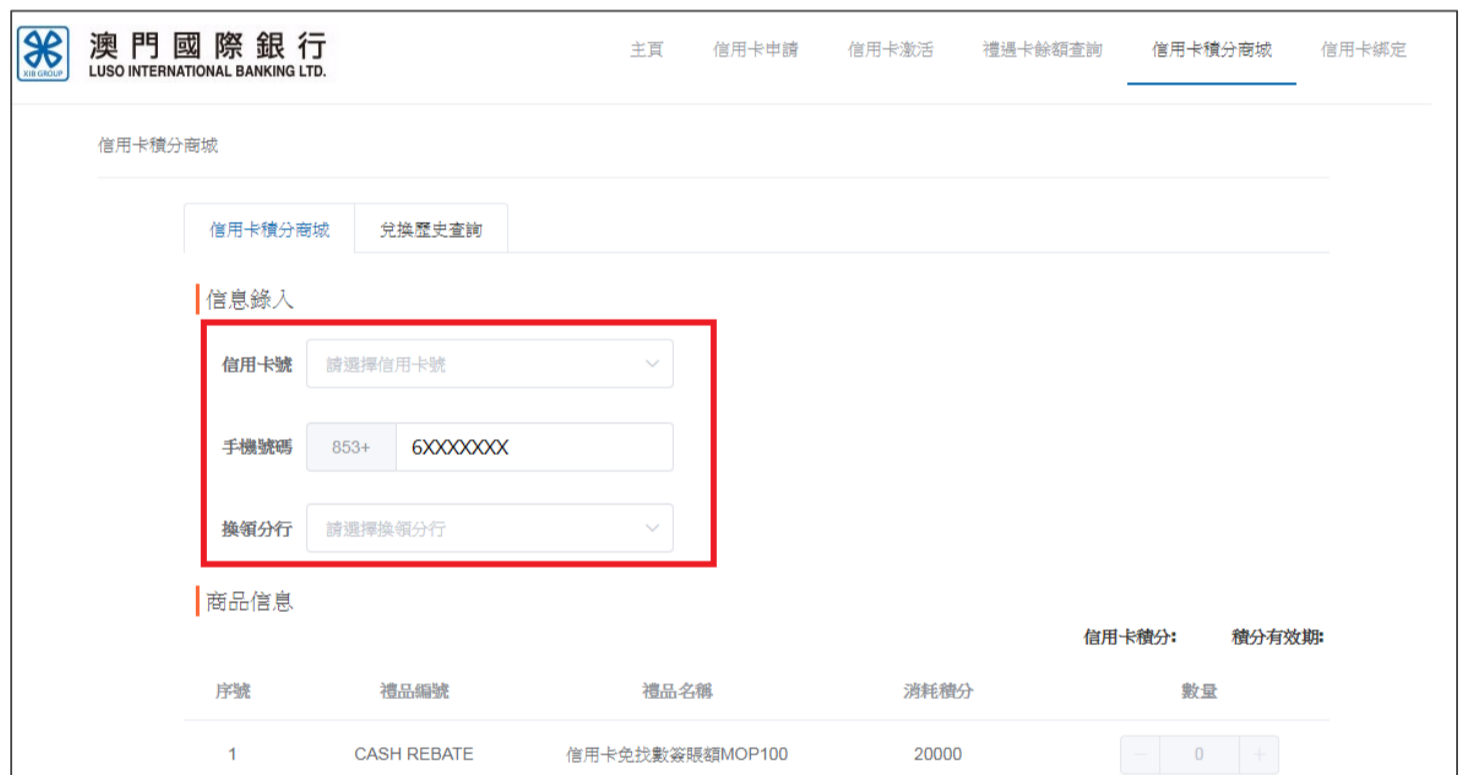 澳門國際銀行
XIB GROUP
LUSO INTERNATIONAL BANKING LTD.
主頁 信用卡申請 信用卡激活 禮遇卡餘額查詢 信用卡積分商城 信用卡綁定
信用卡積分商城
信用卡積分商城 兌換歷史查詢
信息錄入
信用卡號 請選擇信用卡號
手機號碼 853+ 6XXXXXXX
換領分行 請選擇換領分行
商品信息
信用卡積分: 積分有效期:
序號 禮品編號 禮品名稱 消耗積分 數量
1 CASH REBATE 信用卡免找數簽賬額MOP100 20000 − 0 +